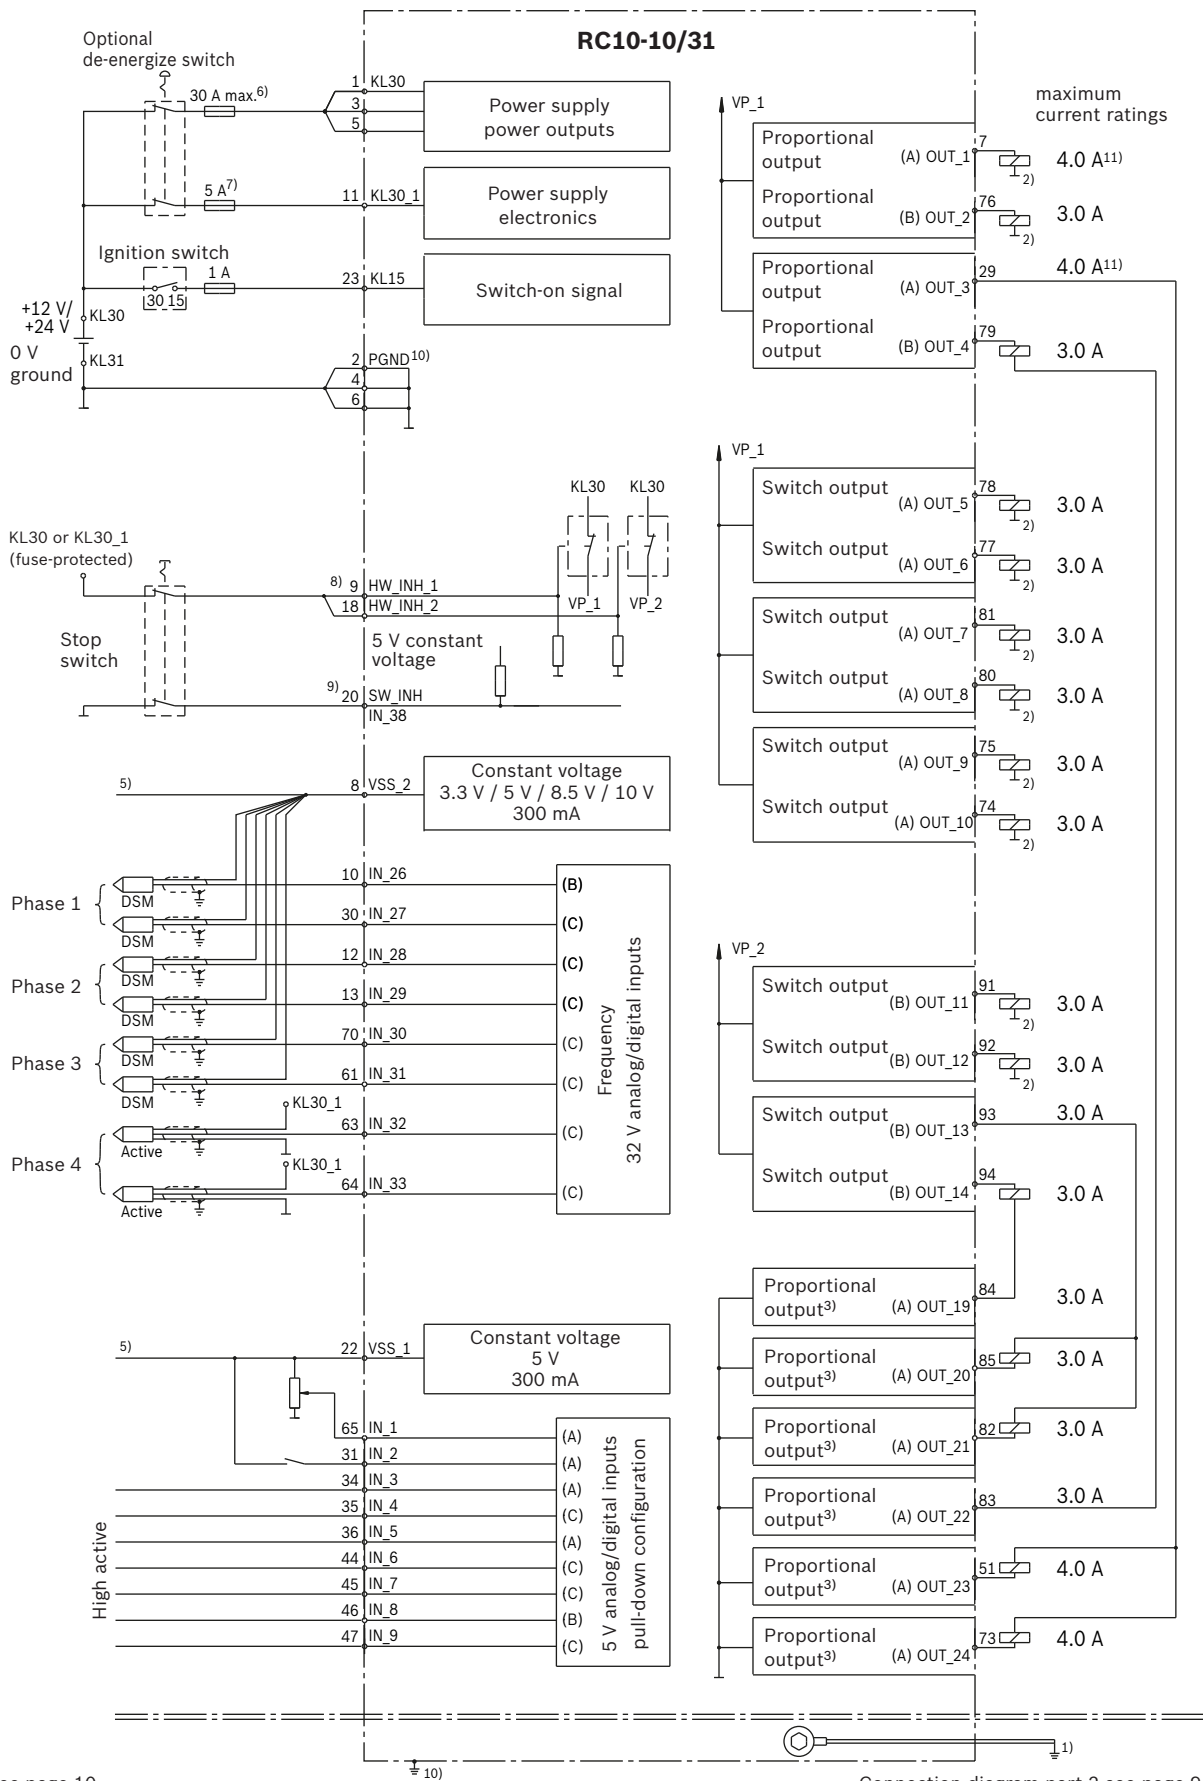 RC10-10/31
Optional
de-energize switch
30 A max.6)
1 KL30
3
5
Power supply
power outputs
5 A7)
11 KL30_1
Power supply
electronics
Ignition switch
30 15
1 A
23 KL15
Switch-on signal
+12 V/
+24 V
KL30
0 V
ground
KL31
2 PGND10)
4
6
KL30 or KL30_1
(fuse-protected)
Stop
switch
8) 9 HW_INH_1
18 HW_INH_2
KL30 KL30
VP_1 VP_2
5 V constant
voltage
9) 20 SW_INH
IN_38
5)
8 VSS_2
Constant voltage
3.3 V / 5 V / 8.5 V / 10 V
300 mA
Phase 1
DSM
10 IN_26 (B)
DSM
30 IN_27 (C)
Phase 2
DSM
12 IN_28 (C)
DSM
13 IN_29 (C)
Phase 3
DSM
70 IN_30 (C)
DSM
61 IN_31 (C)
Phase 4
KL30_1
Active
63 IN_32 (C)
KL30_1
Active
64 IN_33 (C)
Frequency
32 V analog/digital inputs
5)
22 VSS_1
Constant voltage
5 V
300 mA
High active
65 IN_1 (A)
31 IN_2 (A)
34 IN_3 (A)
35 IN_4 (C)
36 IN_5 (A)
44 IN_6 (C)
45 IN_7 (C)
46 IN_8 (B)
47 IN_9 (C)
5 V analog/digital inputs
pull-down configuration
maximum
current ratings
VP_1
Proportional
output (A) OUT_1 7 2) 4.0 A11)
Proportional
output (B) OUT_2 76 2) 3.0 A
Proportional
output (A) OUT_3 29 4.0 A11)
Proportional
output (B) OUT_4 79 3.0 A
VP_1
Switch output
(A) OUT_5 78 2) 3.0 A
Switch output
(A) OUT_6 77 2) 3.0 A
Switch output
(A) OUT_7 81 2) 3.0 A
Switch output
(A) OUT_8 80 2) 3.0 A
Switch output
(A) OUT_9 75 2) 3.0 A
Switch output
(A) OUT_10 74 2) 3.0 A
VP_2
Switch output
(B) OUT_11 91 2) 3.0 A
Switch output
(B) OUT_12 92 2) 3.0 A
Switch output
(B) OUT_13 93 3.0 A
Switch output
(B) OUT_14 94 3.0 A
Proportional
output3) (A) OUT_19 84 3.0 A
Proportional
output3) (A) OUT_20 85 3.0 A
Proportional
output3) (A) OUT_21 82 3.0 A
Proportional
output3) (A) OUT_22 83 3.0 A
Proportional
output3) (A) OUT_23 51 4.0 A
Proportional
output3) (A) OUT_24 73 4.0 A
1)
10)